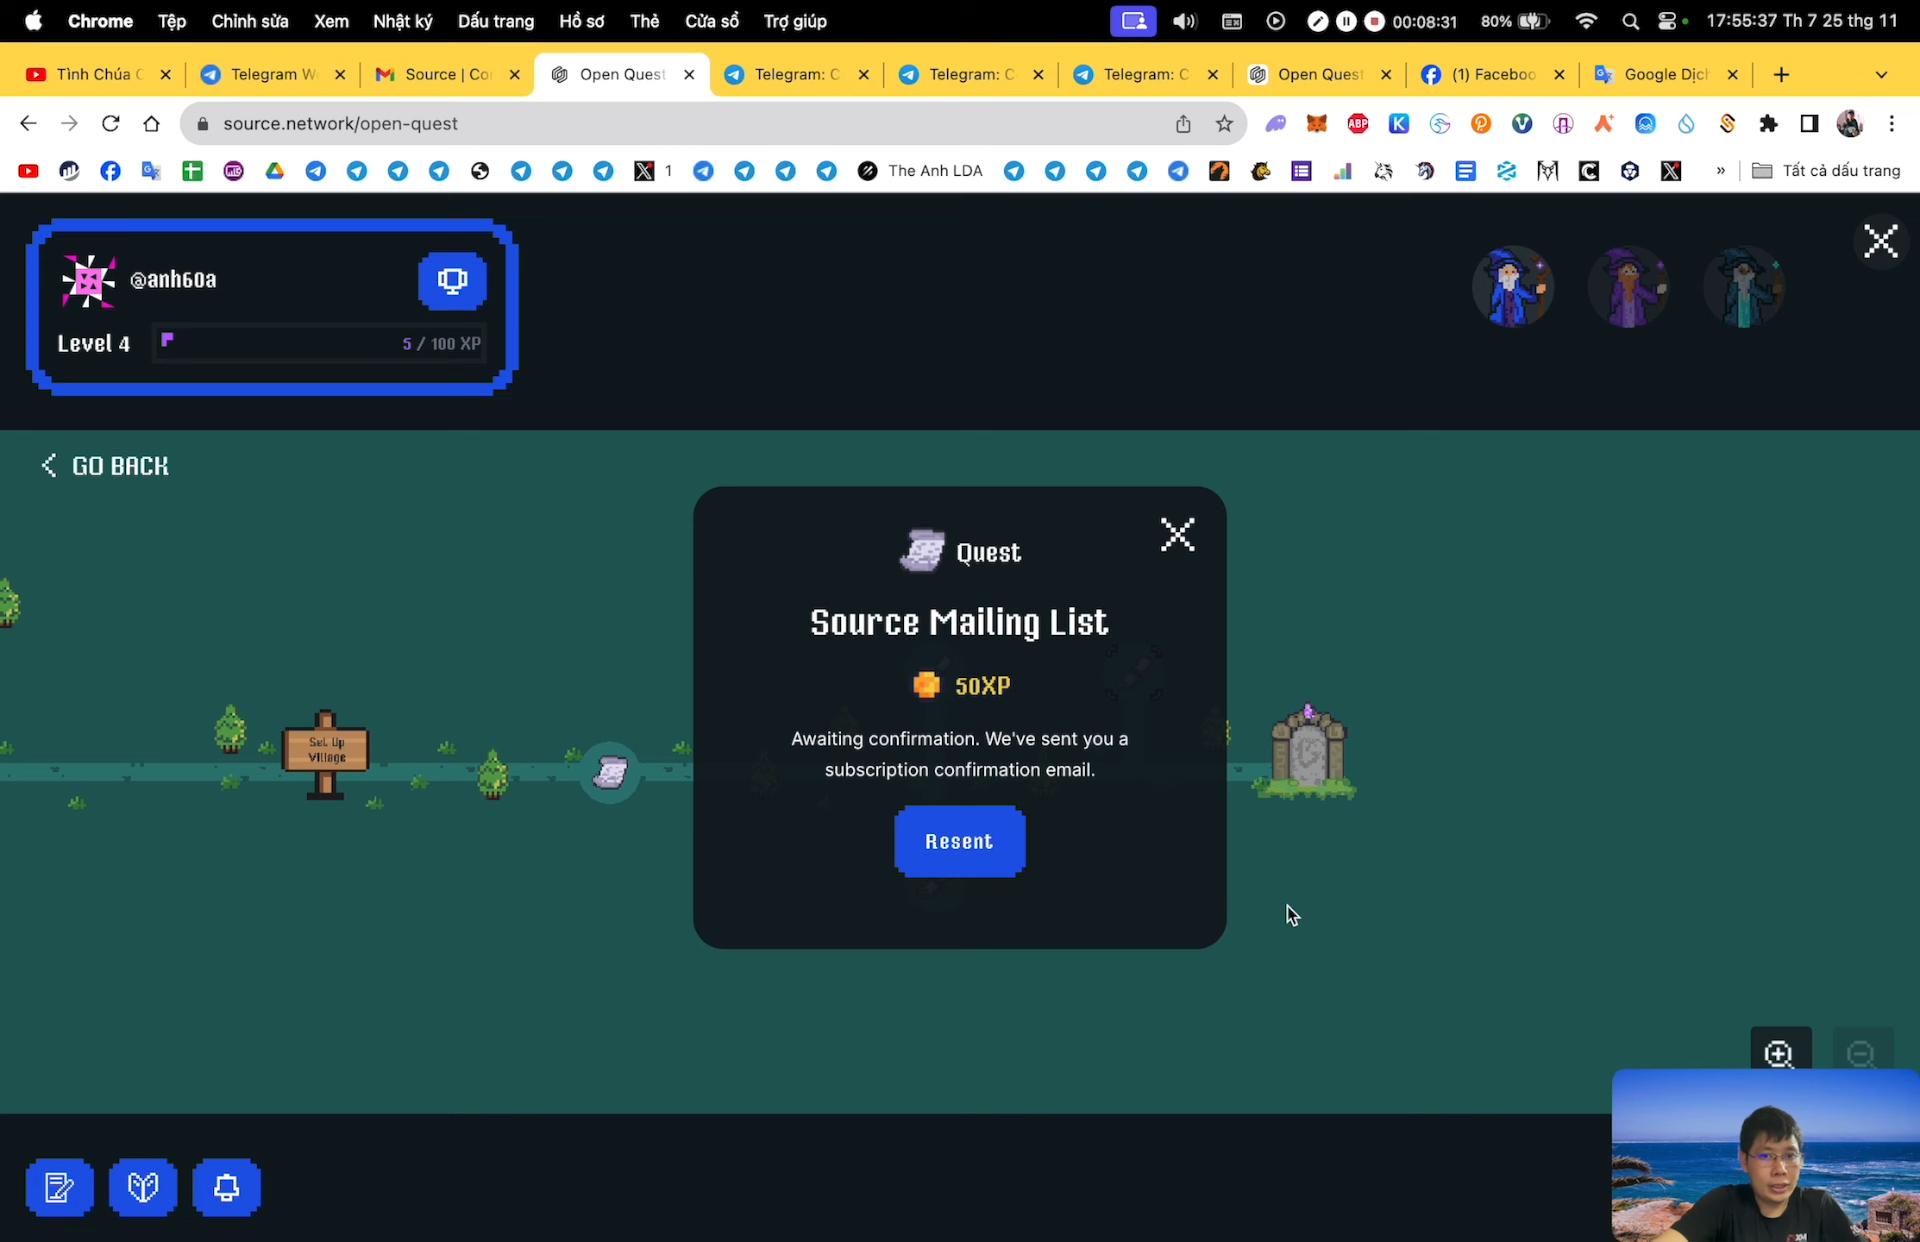 Chrome Tệp Chỉnh sửa Xem Nhật ký Dấu trang Hồ sơ Thẻ Cửa sổ Trợ giúp 00:08:31 80% 17:55:37 Th 7 25 thg 11
Tình Chúa C Telegram W Source | Co Open Quest Telegram: C Telegram: C Telegram: C Open Quest (1) Faceboo Google Dịch
source.network/open-quest ABP
1 The Anh LDA » Tất cả dấu trang
@anh60a
Level 4 5 / 100 XP
GO BACK
Quest
Source Mailing List
50XP
Awaiting confirmation. We've sent you a
subscription confirmation email.
Resent
Set Up
Village